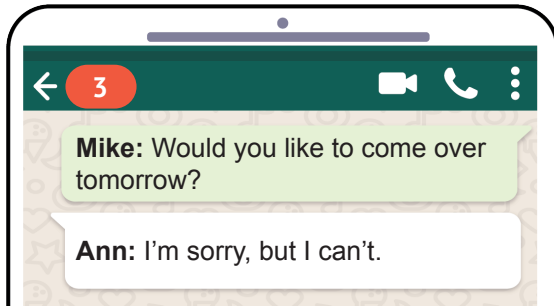 3
Mike: Would you like to come over
tomorrow?
Ann: I'm sorry, but I can't.